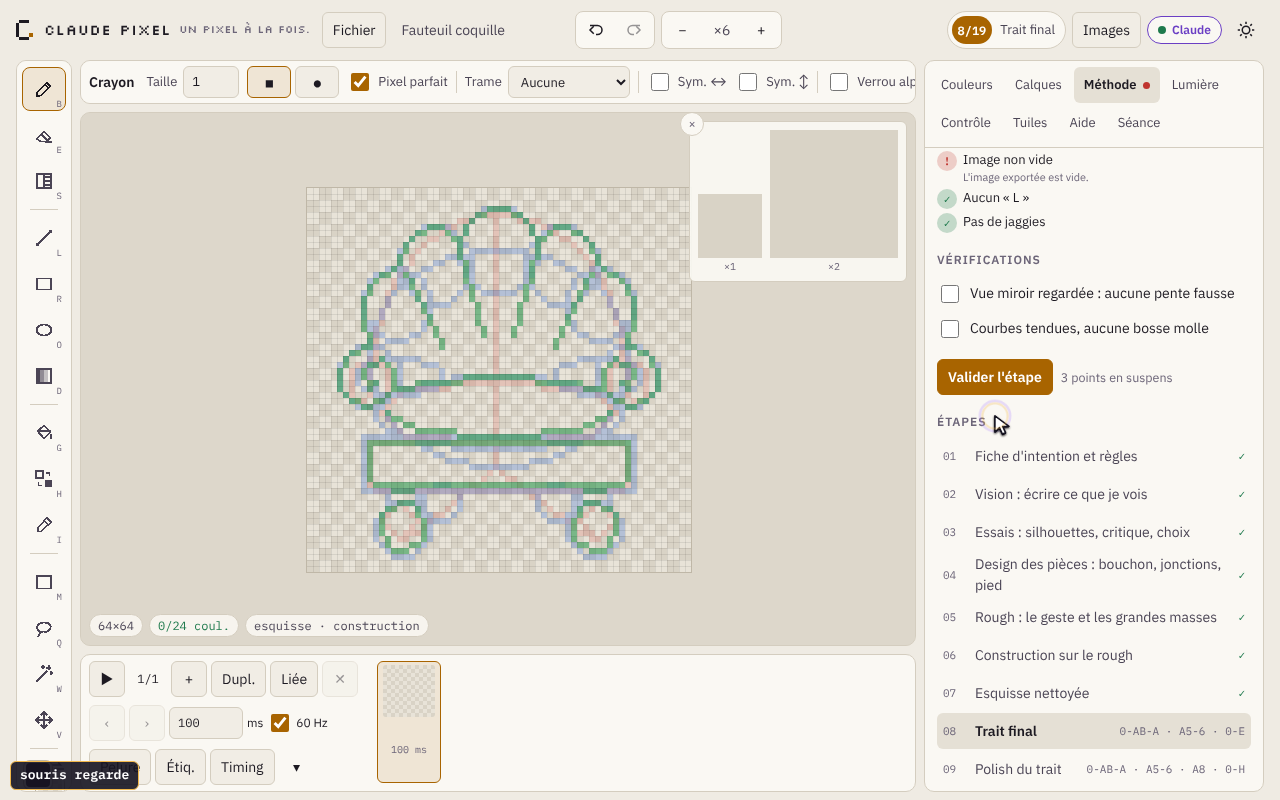 CLAUDE PIXEL UN PIXEL À LA FOIS. Fichier Fauteuil coquille − ×6 + 8/19 Trait final Images Claude
Crayon Taille 1 Pixel parfait Trame Aucune Sym. ↔ Sym. ↕ Verrou alp
B
E
S
L
R
O
D
G
H
I
M
Q
W
V
×
×1 ×2
64×64 0/24 coul. esquisse · construction
1/1 + Dupl. Liée ×
‹ › 100 ms 60 Hz
Étiq. Timing
100 ms
souris regarde
Couleurs Calques Méthode Lumière
Contrôle Tuiles Aide Séance
! Image non vide
L'image exportée est vide.
✓ Aucun « L »
✓ Pas de jaggies
VÉRIFICATIONS
Vue miroir regardée : aucune pente fausse
Courbes tendues, aucune bosse molle
Valider l'étape 3 points en suspens
ÉTAPES
01 Fiche d'intention et règles ✓
02 Vision : écrire ce que je vois ✓
03 Essais : silhouettes, critique, choix ✓
04 Design des pièces : bouchon, jonctions, pied ✓
05 Rough : le geste et les grandes masses ✓
06 Construction sur le rough ✓
07 Esquisse nettoyée ✓
08 Trait final 0-AB-A · A5-6 · 0-E
09 Polish du trait 0-AB-A · A5-6 · A8 · 0-H